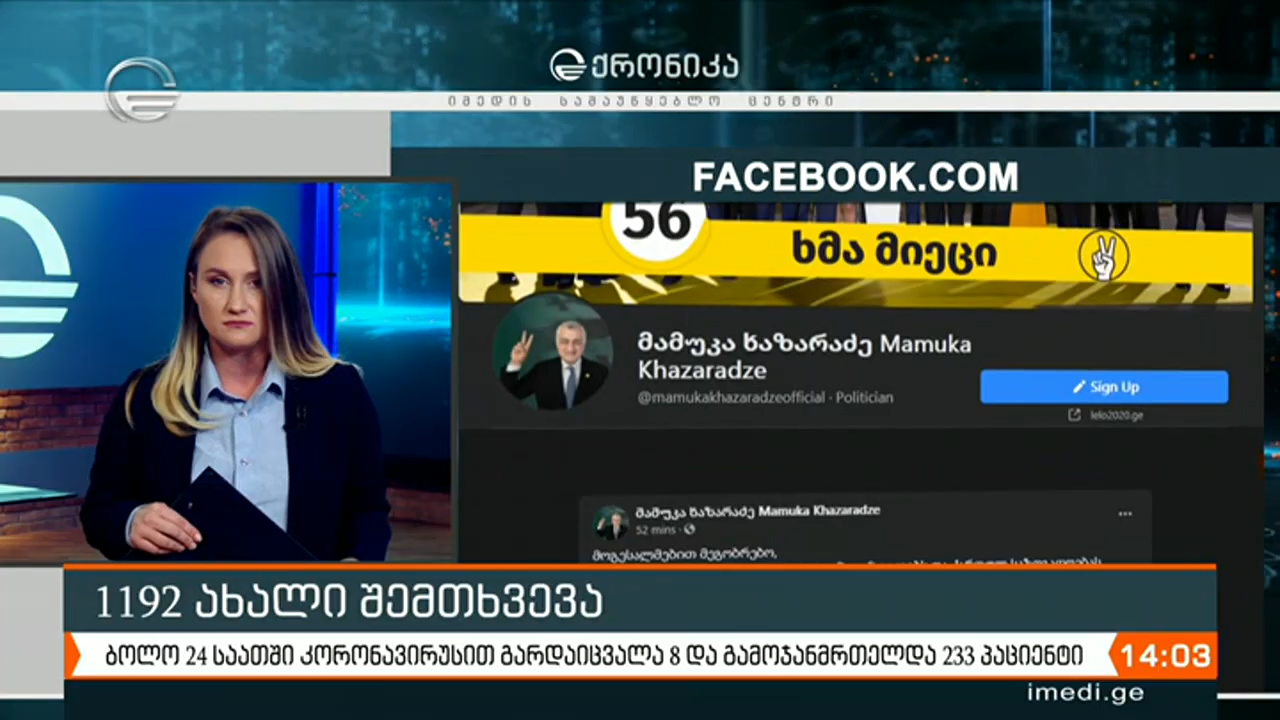 ქრონიკა
იმედის სამაუწყებლო ცენტრი
FACEBOOK.COM
56
ხმა მიეცი
მამუკა ხაზარაძე Mamuka
Khazaradze
@mamukakhazaradzeofficial · Politician
Sign Up
lelo2020.ge
მამუკა ხაზარაძე Mamuka Khazaradze
52 mins ·
მოგესალმებით მეგობრებო,
1192 ახალი შემთხვევა
ბოლო 24 საათში კორონავირუსით გარდაიცვალა 8 და გამოჯანმრთელდა 233 პაციენტი
14:03
imedi.ge